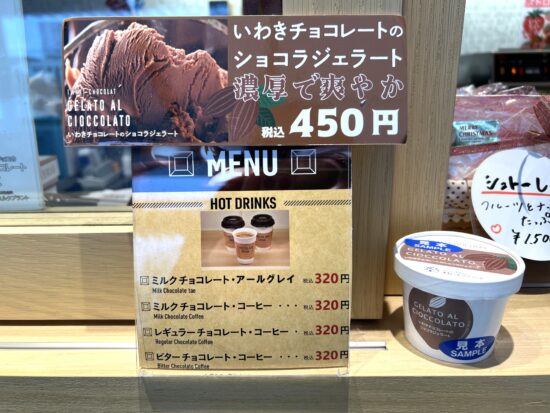 いわきチョコレートの
ショコラジェラート
濃厚で爽やか
税込 450円
GELATO AL
CIOCCOLATO
いわきチョコレートのショコラジェラート
MENU
HOT DRINKS
ミルクチョコレート・アールグレイ 税込 320円
Milk Chocolate tae
ミルクチョコレート・コーヒー ・・・ 税込 320円
Milk Chocolate Coffee
レギュラーチョコレート・コーヒー ・ 税込 320円
Regular Chocolate Coffee
ビターチョコレート・コーヒー ・・・ 税込 320円
Bitter Chocolate Coffee
MERRY
CHRISTMAS
シュトーレ
フルーツとナッ
たっぷ
¥150
見本
SAMPLE
GELATO AL
CIOCCOLATO
見本
SAMPLE